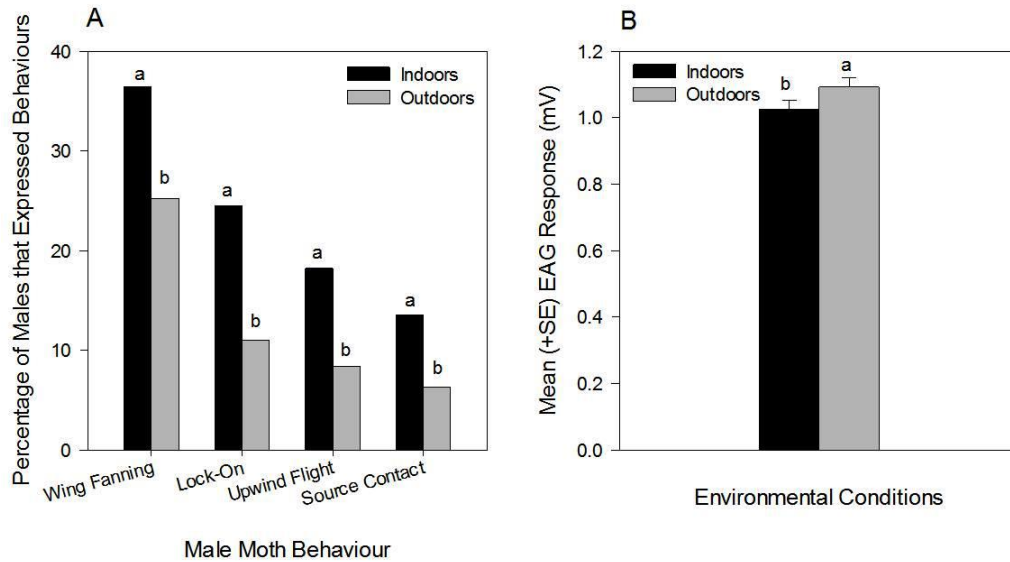 A
Percentage of Males that Expressed Behaviours
40
30
20
10
0
Indoors
Outdoors
a
b
a
b
a
b
a
b
Wing Fanning
Lock-On
Upwind Flight
Source Contact
Male Moth Behaviour
B
Mean (+SE) EAG Response (mV)
1.2
1.0
0.8
0.6
0.4
0.2
0.0
Indoors
Outdoors
b
a
Environmental Conditions